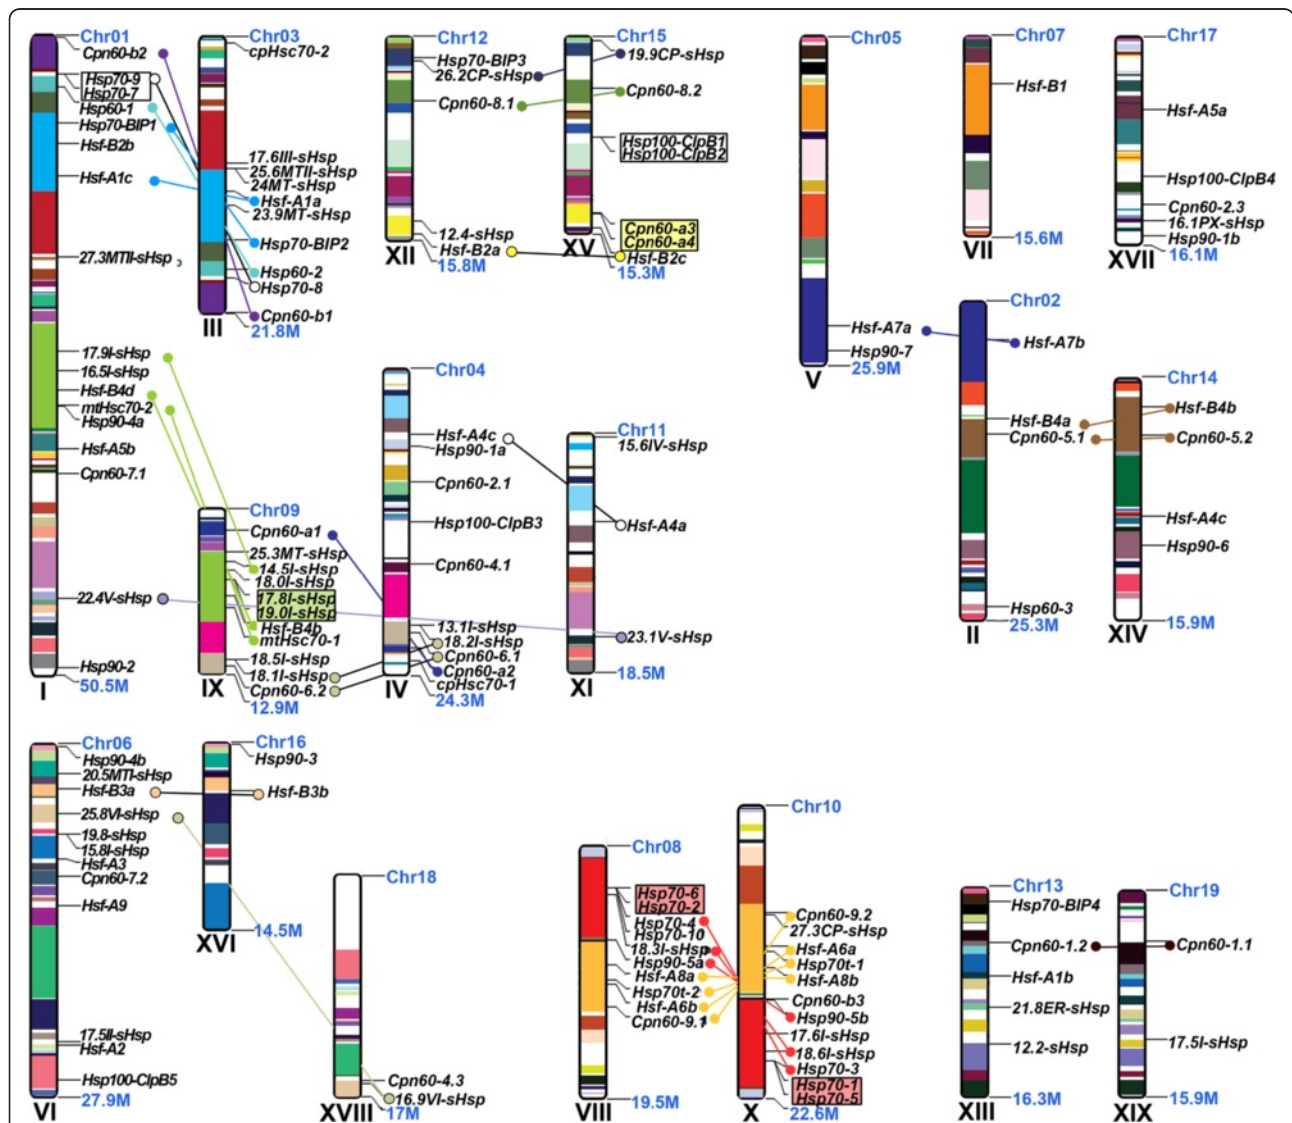 Chr01
Cpn60-b2
Hsp70-9
Hsp70-7
Hsp60-1
Hsp70-BIP1
Hsf-B2b
Hsf-A1c
27.3MTII-sHsp
17.9I-sHsp
16.5I-sHsp
Hsf-B4d
mtHsc70-2
Hsp90-4a
Hsf-A5b
Cpn60-7.1
22.4V-sHsp
Hsp90-2
50.5M
I
Chr03
cpHsc70-2
17.6III-sHsp
25.6MTII-sHsp
24MT-sHsp
Hsf-A1a
23.9MT-sHsp
Hsp70-BIP2
Hsp60-2
Hsp70-8
Cpn60-b1
21.8M
III
Chr12
Hsp70-BIP3
26.2CP-sHsp
Cpn60-8.1
12.4-sHsp
Hsf-B2a
15.8M
XII
Chr15
19.9CP-sHsp
Cpn60-8.2
Hsp100-ClpB1
Hsp100-ClpB2
Cpn60-a3
Cpn60-a4
Hsf-B2c
15.3M
XV
Chr05
Hsf-A7a
Hsp90-7
25.9M
V
Chr07
Hsf-B1
15.6M
VII
Chr17
Hsf-A5a
Hsp100-ClpB4
Cpn60-2.3
16.1PX-sHsp
Hsp90-1b
16.1M
XVII
Chr02
Hsf-A7b
Hsf-B4a
Cpn60-5.1
Hsp60-3
25.3M
II
Chr14
Hsf-B4b
Cpn60-5.2
Hsf-A4c
Hsp90-6
15.9M
XIV
Chr09
Cpn60-a1
25.3MT-sHsp
14.5I-sHsp
18.0I-sHsp
17.8I-sHsp
19.0I-sHsp
Hsf-B4b
mtHsc70-1
18.5I-sHsp
18.1I-sHsp
Cpn60-6.2
12.9M
IX
Chr04
Hsf-A4c
Hsp90-1a
Cpn60-2.1
Hsp100-ClpB3
Cpn60-4.1
13.1I-sHsp
18.2I-sHsp
Cpn60-6.1
Cpn60-a2
cpHsc70-1
24.3M
IV
Chr11
15.6IV-sHsp
Hsf-A4a
23.1V-sHsp
18.5M
XI
Chr06
Hsp90-4b
20.5MTI-sHsp
Hsf-B3a
25.8VI-sHsp
19.8-sHsp
15.8I-sHsp
Hsf-A3
Cpn60-7.2
Hsf-A9
17.5II-sHsp
Hsf-A2
Hsp100-ClpB5
27.9M
VI
Chr16
Hsp90-3
Hsf-B3b
14.5M
XVI
Chr18
Cpn60-4.3
16.9VI-sHsp
17M
XVIII
Chr08
Hsp70-6
Hsp70-2
Hsp70-4
Hsp70-10
18.3I-sHsp
Hsp90-5a
Hsf-A8a
Hsp70t-2
Hsf-A6b
Cpn60-9.1
19.5M
VIII
Chr10
Cpn60-9.2
27.3CP-sHsp
Hsf-A6a
Hsp70t-1
Hsf-A8b
Cpn60-b3
Hsp90-5b
17.6I-sHsp
18.6I-sHsp
Hsp70-3
Hsp70-1
Hsp70-5
22.6M
X
Chr13
Hsp70-BIP4
Cpn60-1.2
Hsf-A1b
21.8ER-sHsp
12.2-sHsp
16.3M
XIII
Chr19
Cpn60-1.1
17.5I-sHsp
15.9M
XIX